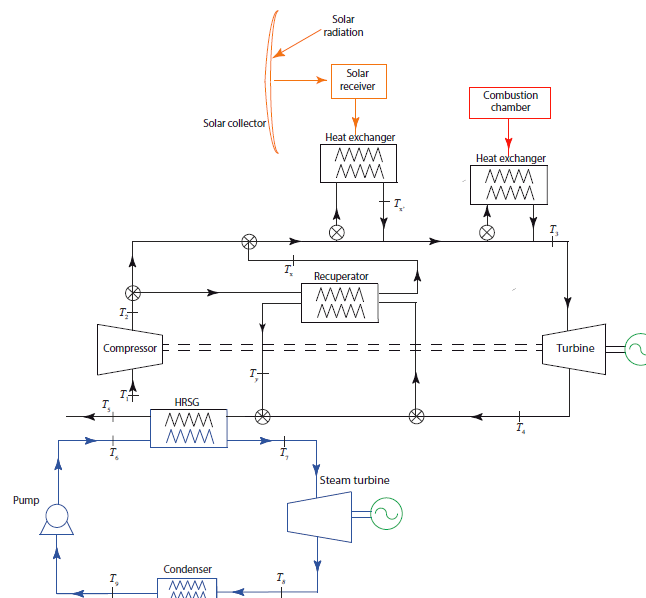 Solar
radiation
Solar
receiver
Combustion
chamber
Solar collector
Heat exchanger
Heat exchanger
Tx'
T3
Tx
Recuperator
T2
Compressor
Turbine
Ty
T1
T5
HRSG
T4
T6
T7
Steam turbine
Pump
Condenser
T9
T8